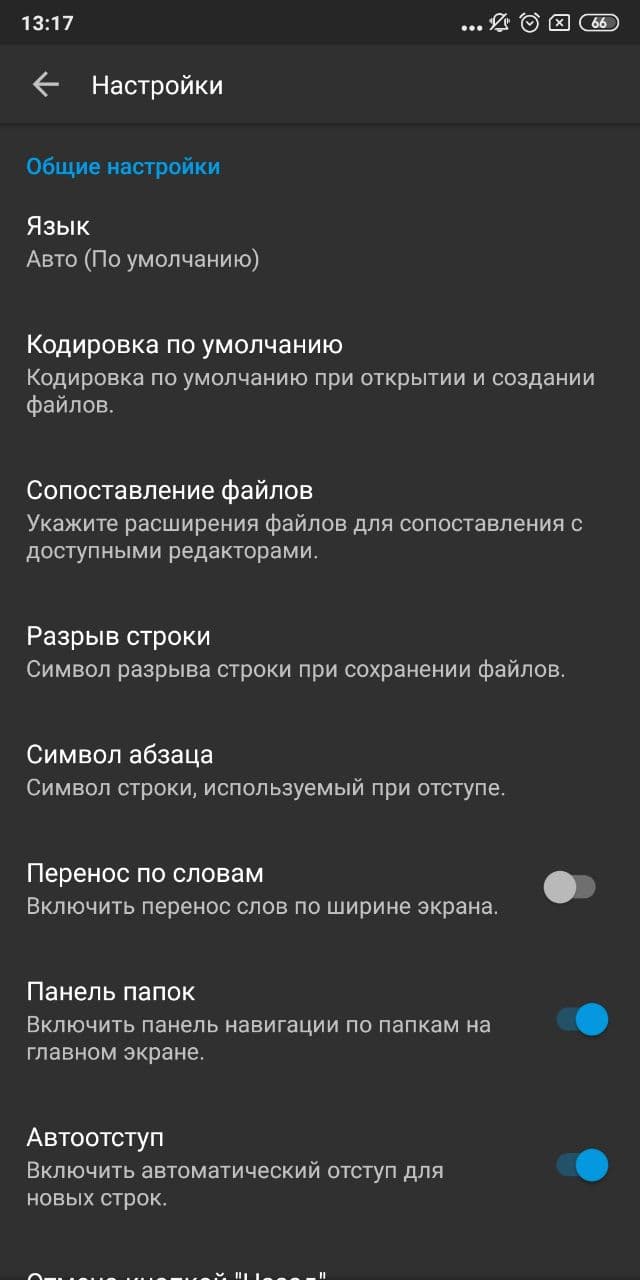 13:17
66
Настройки
Общие настройки
Язык
Авто (По умолчанию)
Кодировка по умолчанию
Кодировка по умолчанию при открытии и создании
файлов.
Сопоставление файлов
Укажите расширения файлов для сопоставления с
доступными редакторами.
Разрыв строки
Символ разрыва строки при сохранении файлов.
Символ абзаца
Символ строки, используемый при отступе.
Перенос по словам
Включить перенос слов по ширине экрана.
Панель папок
Включить панель навигации по папкам на
главном экране.
Автоотступ
Включить автоматический отступ для
новых строк.
Отмена кнопкой "Назад"